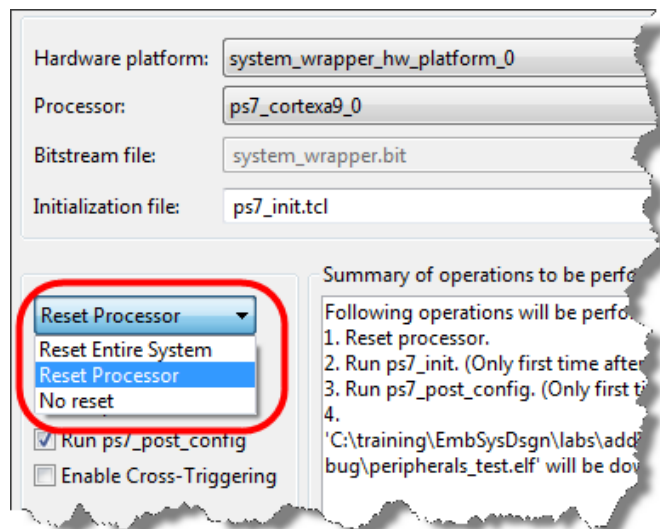 Hardware platform: system_wrapper_hw_platform_0
Processor: ps7_cortexa9_0
Bitstream file: system_wrapper.bit
Initialization file: ps7_init.tcl
Summary of operations to be perfo
Reset Processor
Reset Entire System
Reset Processor
No reset
Run ps7_post_config
Enable Cross-Triggering
Following operations will be perfo
1. Reset processor.
2. Run ps7_init. (Only first time after
3. Run ps7_post_config. (Only first ti
4.
'C:\training\EmbSysDsgn\labs\add
bug\peripherals_test.elf' will be dow